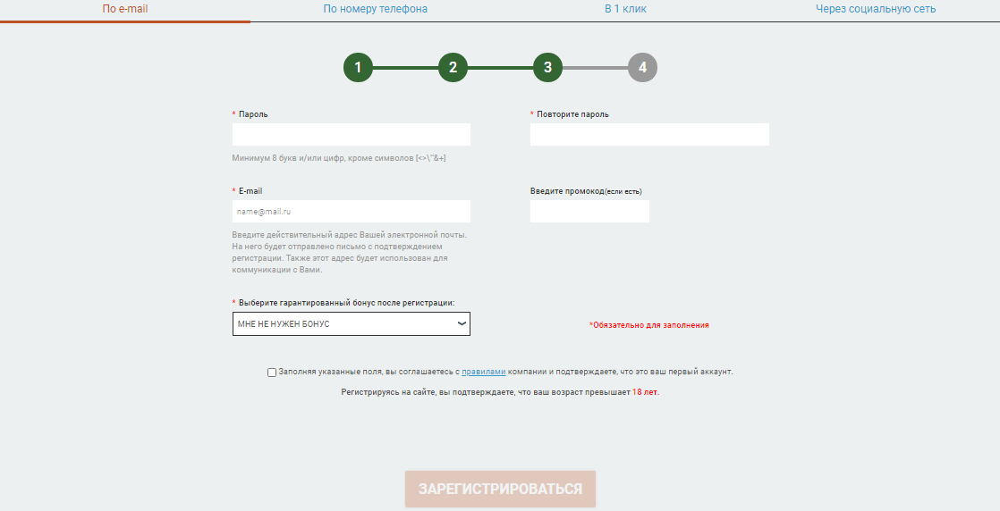 По e-mail
По номеру телефона
В 1 клик
Через социальную сеть
1
2
3
4
* Пароль
* Повторите пароль
Минимум 8 букв и/или цифр, кроме символов [<>\"&+]
* E-mail
Введите промокод(если есть)
name@mail.ru
Введите действительный адрес Вашей электронной почты.
На него будет отправлено письмо с подтверждением
регистрации. Также этот адрес будет использован для
коммуникации с Вами.
* Выберите гарантированный бонус после регистрации:
МНЕ НЕ НУЖЕН БОНУС
*Обязательно для заполнения
Заполняя указанные поля, вы соглашаетесь с правилами компании и подтверждаете, что это ваш первый аккаунт.
Регистрируясь на сайте, вы подтверждаете, что ваш возраст превышает 18 лет.
ЗАРЕГИСТРИРОВАТЬСЯ